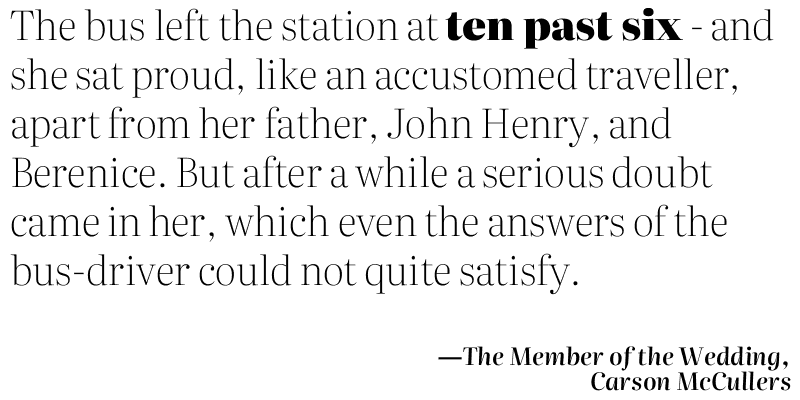 The bus left the station at ten past six - and
she sat proud, like an accustomed traveller,
apart from her father, John Henry, and
Berenice. But after a while a serious doubt
came in her, which even the answers of the
bus-driver could not quite satisfy.
—The Member of the Wedding,
Carson McCullers